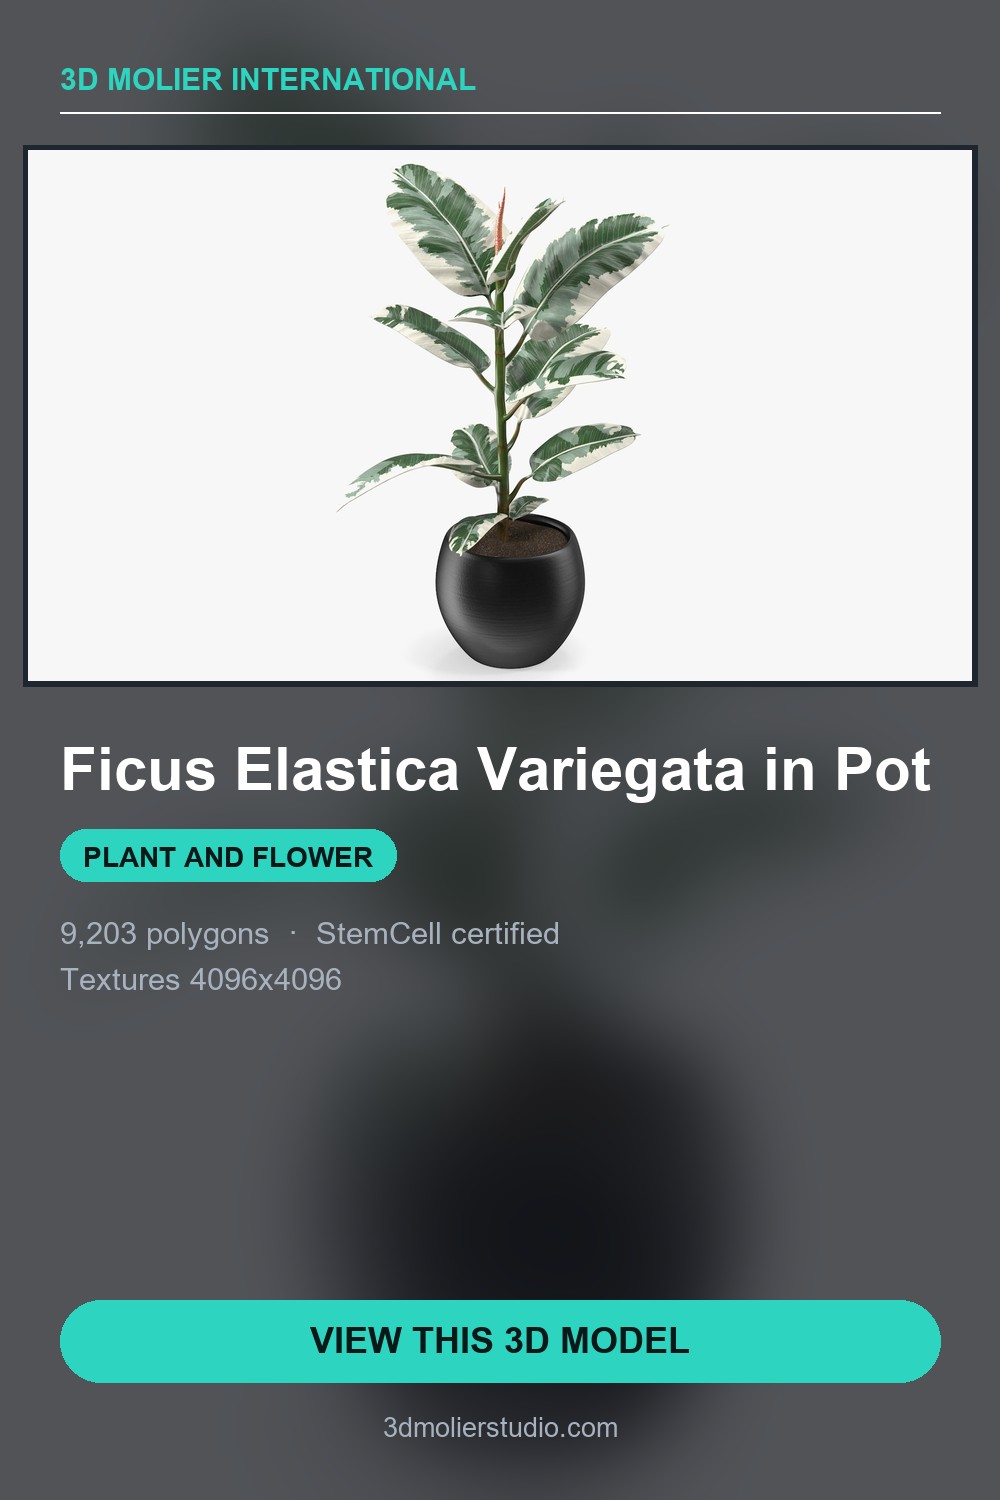 3D MOLIER INTERNATIONAL
Ficus Elastica Variegata in Pot
PLANT AND FLOWER
9,203 polygons · StemCell certified
Textures 4096x4096
VIEW THIS 3D MODEL
3dmolierstudio.com